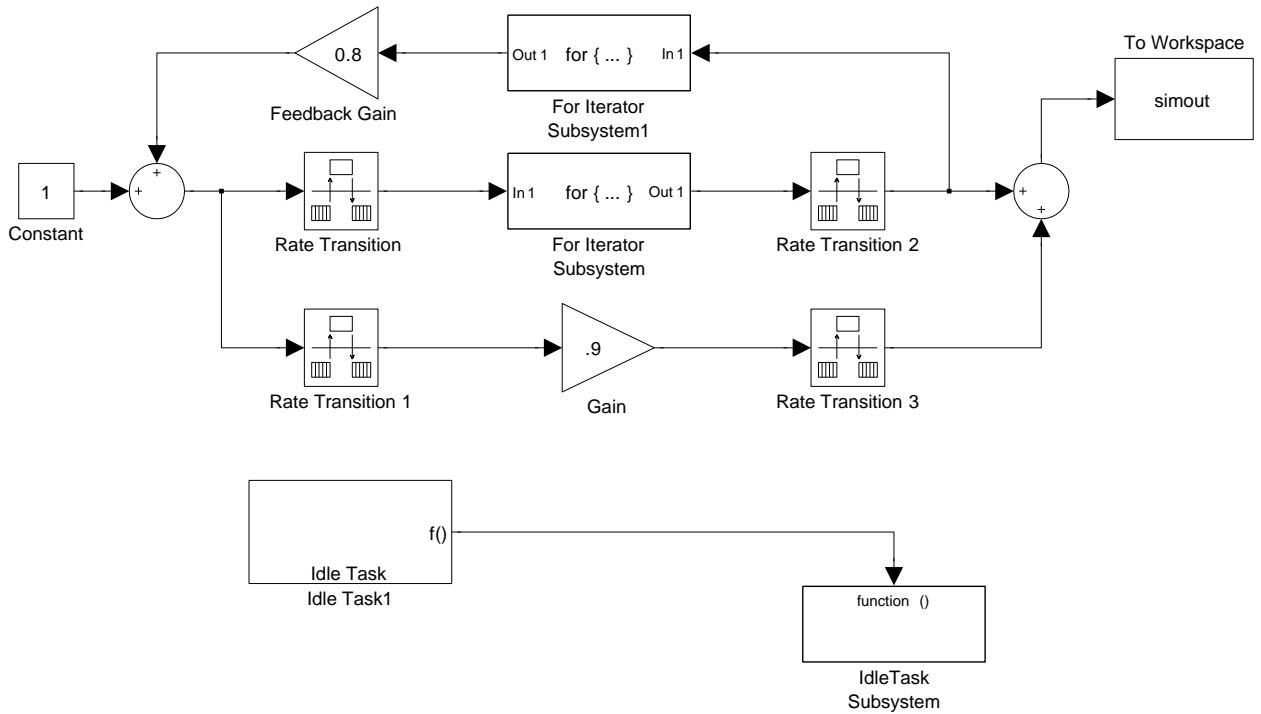 To Workspace
simout
0.8
Out 1 for { ... } In 1
Feedback Gain
For Iterator
Subsystem1
1
Constant
+
+
Rate Transition
In 1 for { ... } Out 1
For Iterator
Subsystem
Rate Transition 2
+
+
Rate Transition 1
.9
Gain
Rate Transition 3
f()
Idle Task
Idle Task1
function ()
IdleTask
Subsystem